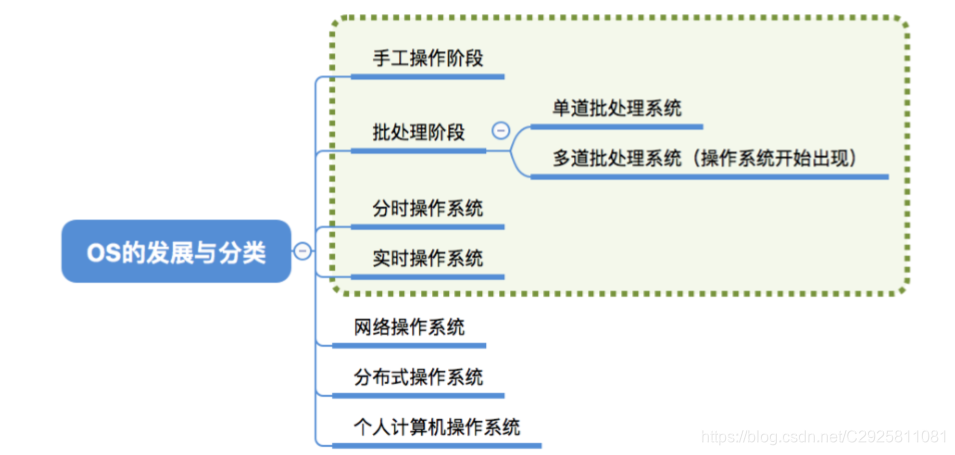 手工操作阶段
单道批处理系统
批处理阶段
多道批处理系统（操作系统开始出现）
分时操作系统
OS的发展与分类
实时操作系统
网络操作系统
分布式操作系统
个人计算机操作系统
https://blog.csdn.net/C2925811081